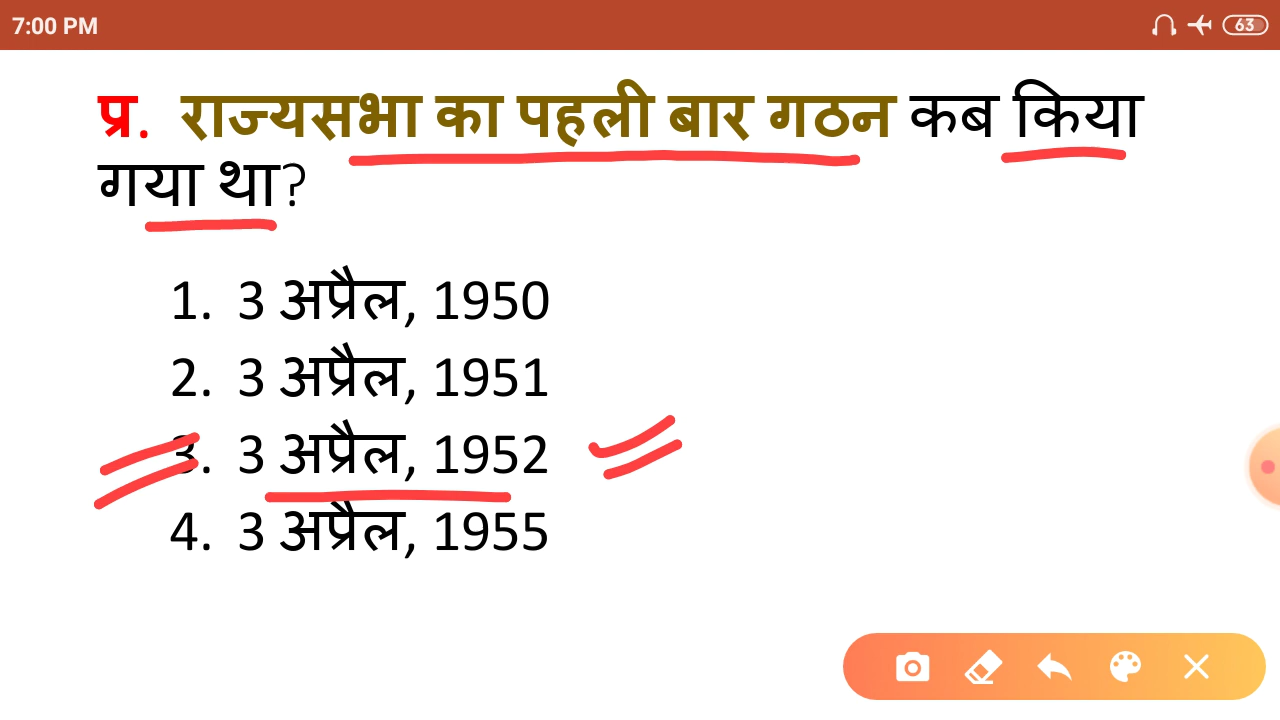 7:00 PM
63
प्र. राज्यसभा का पहली बार गठन कब किया
गया था?
1. 3 अप्रैल, 1950
2. 3 अप्रैल, 1951
3. 3 अप्रैल, 1952
4. 3 अप्रैल, 1955